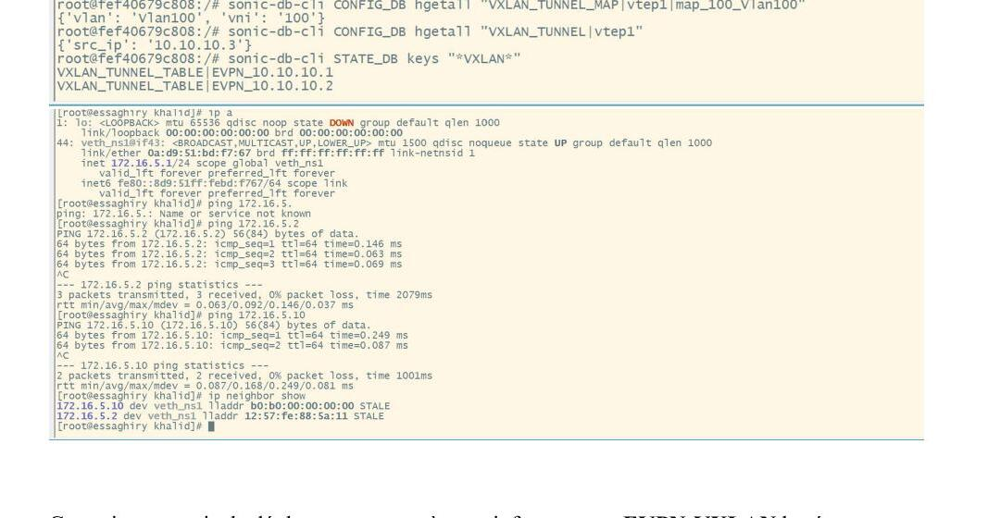 root@fef40679c808:/# sonic-db-cli CONFIG_DB hgetall "VXLAN_TUNNEL_MAP|vtep1|map_100_Vlan100"
{'vlan': 'Vlan100', 'vni': '100'}
root@fef40679c808:/# sonic-db-cli CONFIG_DB hgetall "VXLAN_TUNNEL|vtep1"
{'src_ip': '10.10.10.3'}
root@fef40679c808:/# sonic-db-cli STATE_DB keys "*VXLAN*"
VXLAN_TUNNEL_TABLE|EVPN_10.10.10.1
VXLAN_TUNNEL_TABLE|EVPN_10.10.10.2
[root@essaghiry khalid]# ip a
1: lo: <LOOPBACK> mtu 65536 qdisc noop state DOWN group default qlen 1000
link/loopback 00:00:00:00:00:00 brd 00:00:00:00:00:00
44: veth_ns1@if43: <BROADCAST,MULTICAST,UP,LOWER_UP> mtu 1500 qdisc noqueue state UP group default qlen 1000
link/ether 0a:d9:51:bd:f7:67 brd ff:ff:ff:ff:ff:ff link-netnsid 1
inet 172.16.5.1/24 scope global veth_ns1
valid_lft forever preferred_lft forever
inet6 fe80::8d9:51ff:febd:f767/64 scope link
valid_lft forever preferred_lft forever
[root@essaghiry khalid]# ping 172.16.5.
ping: 172.16.5.: Name or service not known
[root@essaghiry khalid]# ping 172.16.5.2
PING 172.16.5.2 (172.16.5.2) 56(84) bytes of data.
64 bytes from 172.16.5.2: icmp_seq=1 ttl=64 time=0.146 ms
64 bytes from 172.16.5.2: icmp_seq=2 ttl=64 time=0.063 ms
64 bytes from 172.16.5.2: icmp_seq=3 ttl=64 time=0.069 ms
^C
--- 172.16.5.2 ping statistics ---
3 packets transmitted, 3 received, 0% packet loss, time 2079ms
rtt min/avg/max/mdev = 0.063/0.092/0.146/0.037 ms
[root@essaghiry khalid]# ping 172.16.5.10
PING 172.16.5.10 (172.16.5.10) 56(84) bytes of data.
64 bytes from 172.16.5.10: icmp_seq=1 ttl=64 time=0.249 ms
64 bytes from 172.16.5.10: icmp_seq=2 ttl=64 time=0.087 ms
^C
--- 172.16.5.10 ping statistics ---
2 packets transmitted, 2 received, 0% packet loss, time 1001ms
rtt min/avg/max/mdev = 0.087/0.168/0.249/0.081 ms
[root@essaghiry khalid]# ip neighbor show
172.16.5.10 dev veth_ns1 lladdr b0:b0:00:00:00:00 STALE
172.16.5.2 dev veth_ns1 lladdr 12:57:fe:88:5a:11 STALE
[root@essaghiry khalid]#
EVPN-VXLAN